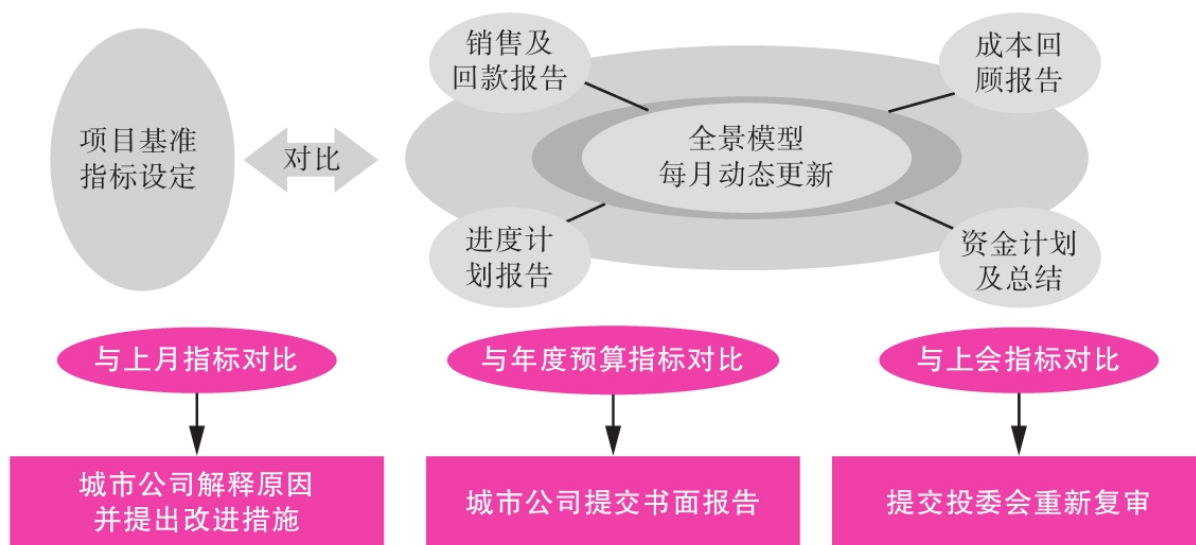 项目基准
指标设定
对比
销售及
回款报告
成本回
顾报告
全景模型
每月动态更新
进度计
划报告
资金计划
及总结
与上月指标对比
与年度预算指标对比
与上会指标对比
城市公司解释原因
并提出改进措施
城市公司提交书面报告
提交投委会重新复审